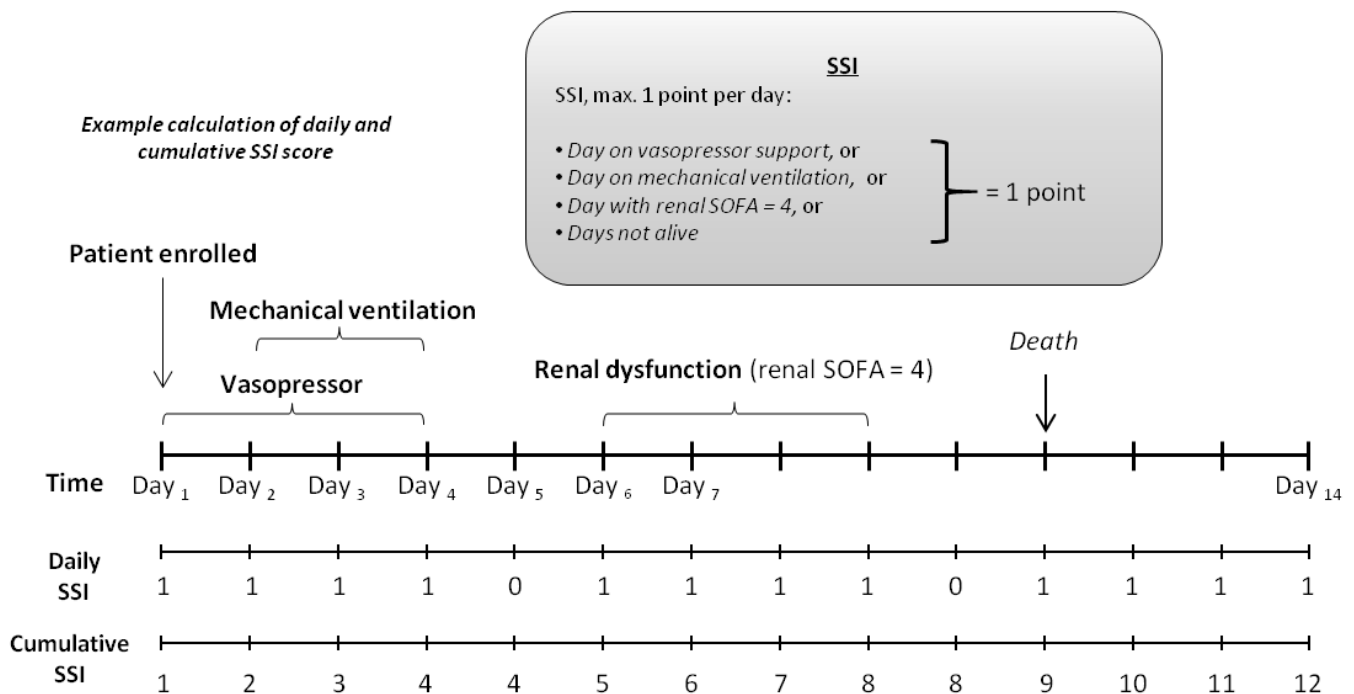 SSI
SSI, max. 1 point per day:
• Day on vasopressor support, or
• Day on mechanical ventilation, or
• Day with renal SOFA = 4, or
• Days not alive
= 1 point
Example calculation of daily and
cumulative SSI score
Patient enrolled
Mechanical ventilation
Vasopressor
Renal dysfunction (renal SOFA = 4)
Death
Time Day 1 Day 2 Day 3 Day 4 Day 5 Day 6 Day 7 Day 14
Daily
SSI
1 1 1 1 0 1 1 1 1 0 1 1 1 1
Cumulative
SSI
1 2 3 4 4 5 6 7 8 8 9 10 11 12